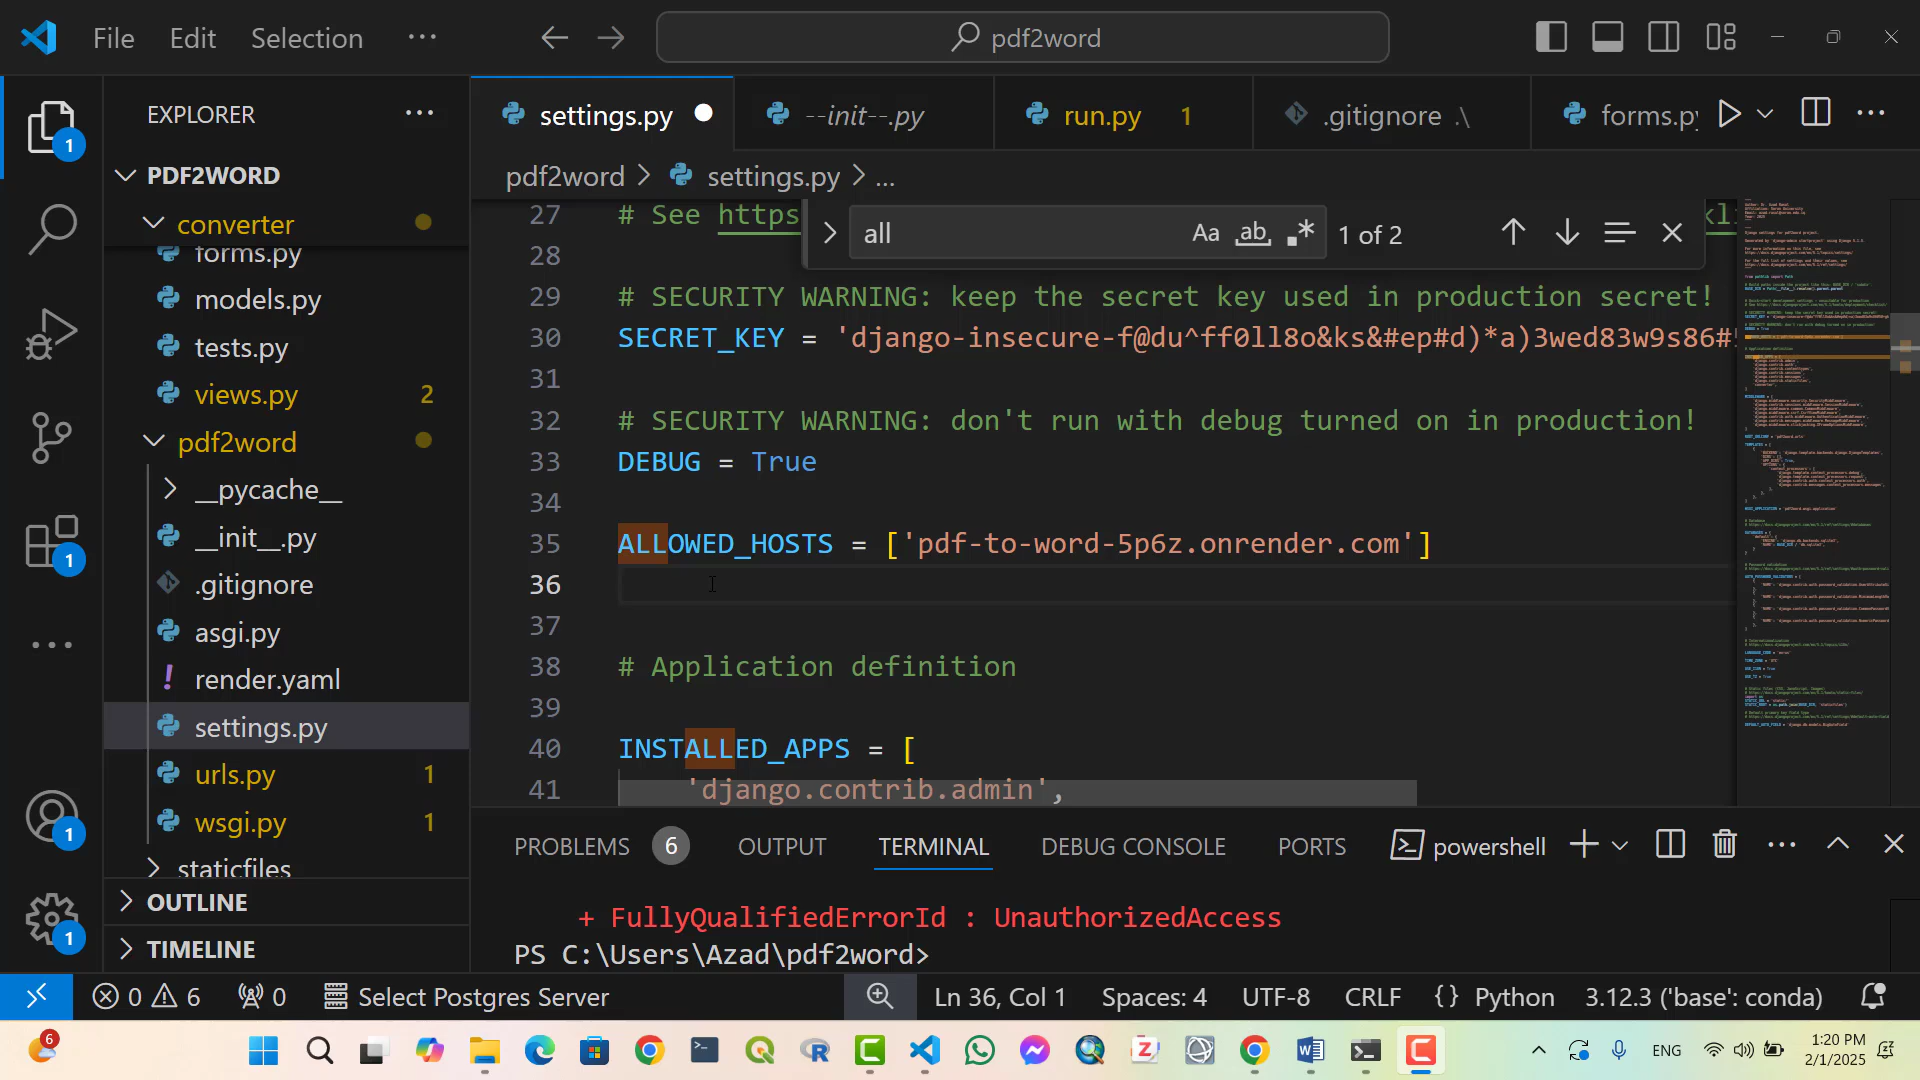 File Edit Selection ... pdf2word
EXPLORER ...
settings.py --init--.py run.py 1 .gitignore .\ forms.py ...
pdf2word > settings.py > ...
PDF2WORD
converter
forms.py
models.py
tests.py
views.py 2
pdf2word
__pycache__
__init__.py
.gitignore
asgi.py
render.yaml
settings.py
urls.py 1
wsgi.py 1
staticfiles
OUTLINE
TIMELINE
1
1
1
1
all Aa ab 1 of 2
27 # See https
28
29 # SECURITY WARNING: keep the secret key used in production secret!
30 SECRET_KEY = 'django-insecure-f@du^ff0ll8o&ks&#ep#d)*a)3wed83w9s86#
31
32 # SECURITY WARNING: don't run with debug turned on in production!
33 DEBUG = True
34
35 ALLOWED_HOSTS = ['pdf-to-word-5p6z.onrender.com']
36
37
38 # Application definition
39
40 INSTALLED_APPS = [
41 'django.contrib.admin',
PROBLEMS 6 OUTPUT TERMINAL DEBUG CONSOLE PORTS powershell ...
+ FullyQualifiedErrorId : UnauthorizedAccess
PS C:\Users\Azad\pdf2word>
0 6 0 Select Postgres Server Ln 36, Col 1 Spaces: 4 UTF-8 CRLF {} Python 3.12.3 ('base': conda)
6 ENG 1:20 PM
2/1/2025